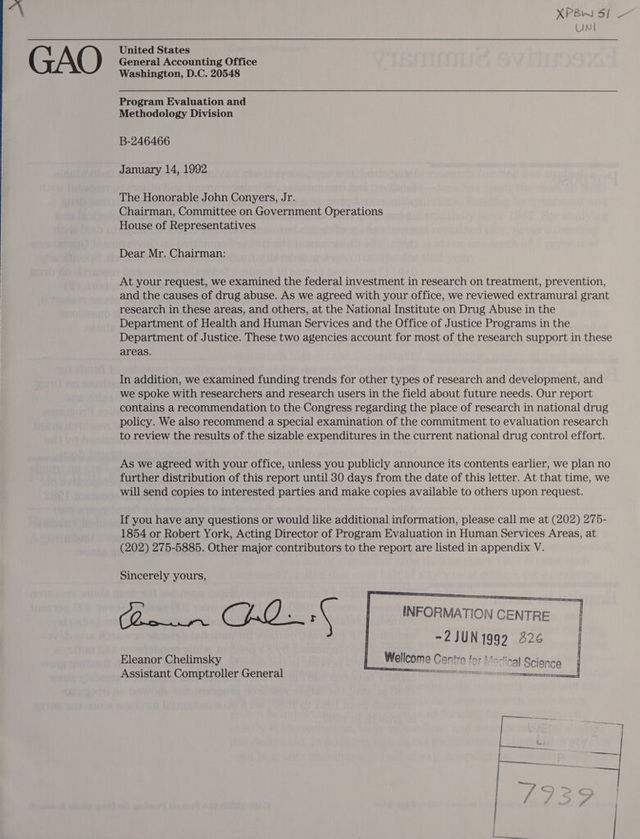 XPBW 51
UNI
GAO
United States
General Accounting Office
Washington, D.C. 20548
Program Evaluation and
Methodology Division
B-246466
January 14, 1992
The Honorable John Conyers, Jr.
Chairman, Committee on Government Operations
House of Representatives
Dear Mr. Chairman:
At your request, we examined the federal investment in research on treatment, prevention,
and the causes of drug abuse. As we agreed with your office, we reviewed extramural grant
research in these areas, and others, at the National Institute on Drug Abuse in the
Department of Health and Human Services and the Office of Justice Programs in the
Department of Justice. These two agencies account for most of the research support in these
areas.
In addition, we examined funding trends for other types of research and development, and
we spoke with researchers and research users in the field about future needs. Our report
contains a recommendation to the Congress regarding the place of research in national drug
policy. We also recommend a special examination of the commitment to evaluation research
to review the results of the sizable expenditures in the current national drug control effort.
As we agreed with your office, unless you publicly announce its contents earlier, we plan no
further distribution of this report until 30 days from the date of this letter. At that time, we
will send copies to interested parties and make copies available to others upon request.
If you have any questions or would like additional information, please call me at (202) 275-
1854 or Robert York, Acting Director of Program Evaluation in Human Services Areas, at
(202) 275-5885. Other major contributors to the report are listed in appendix V.
Sincerely yours,
Eleanor Chelimsky
Eleanor Chelimsky
Assistant Comptroller General
INFORMATION CENTRE
-2 JUN 1992 826
Wellcome Centre for Medical Science
P
7939